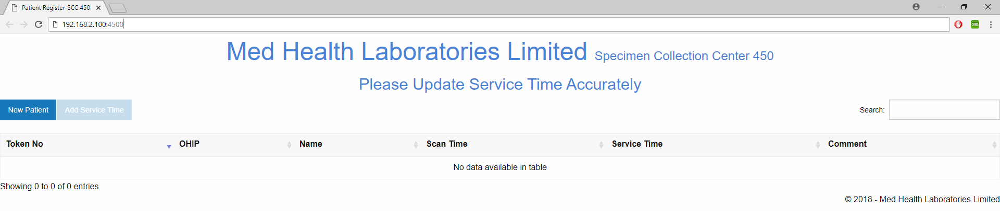 Patient Register-SCC 450
192.168.2.100:4500
CORS
Med Health Laboratories Limited Specimen Collection Center 450
Please Update Service Time Accurately
New Patient Add Service Time Search:
Token No OHIP Name Scan Time Service Time Comment
No data available in table
Showing 0 to 0 of 0 entries
© 2018 - Med Health Laboratories Limited